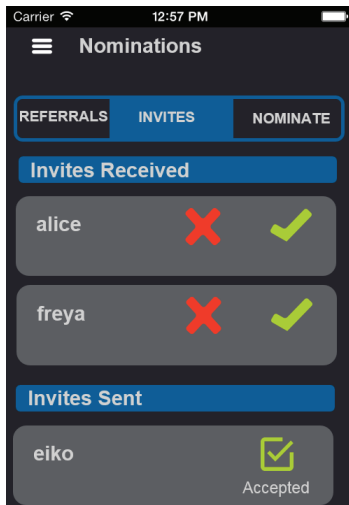 Carrier 12:57 PM
Nominations
REFERRALS INVITES NOMINATE
Invites Received
alice
freya
Invites Sent
eiko
Accepted